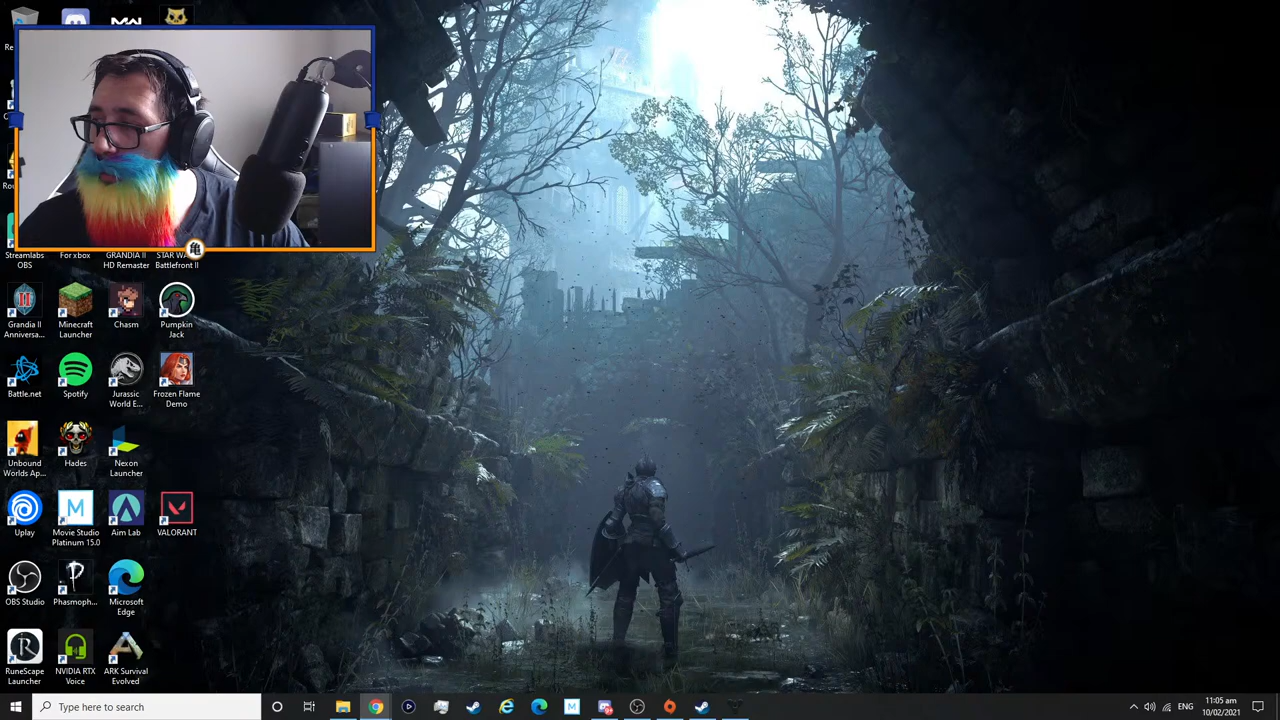 Re
Ro
Streamlabs
OBS
For xbox
GRANDIA II
HD Remaster
STAR WA
Battlefront II
Grandia II
Anniversa...
Minecraft
Launcher
Chasm
Pumpkin
Jack
Battle.net
Spotify
Jurassic
World E...
Frozen Flame
Demo
Unbound
Worlds Ap...
Hades
Nexon
Launcher
Uplay
Movie Studio
Platinum 15.0
Aim Lab
VALORANT
OBS Studio
Phasmoph...
Microsoft
Edge
RuneScape
Launcher
NVIDIA RTX
Voice
ARK Survival
Evolved
Type here to search
ENG
11:05 am
10/02/2021
亀